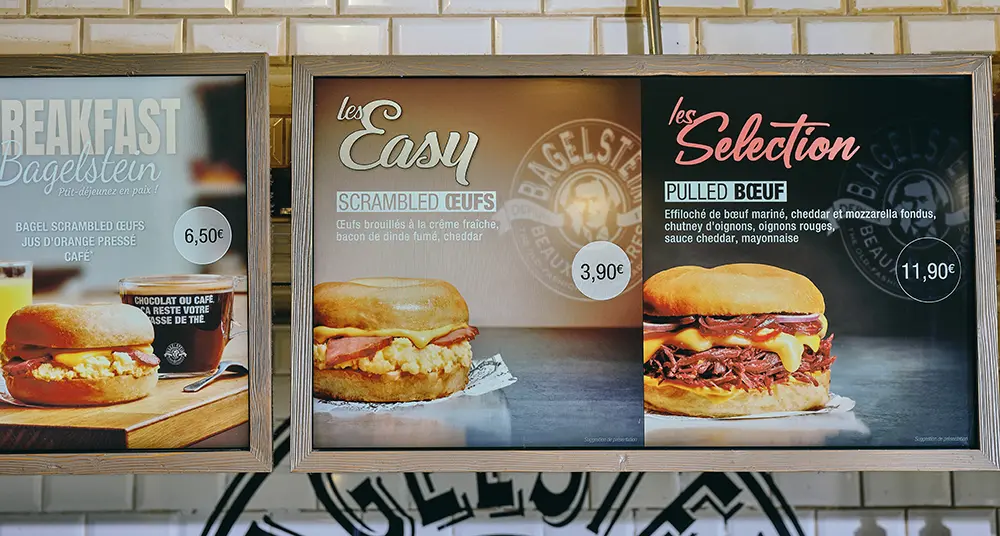 BREAKFAST
Bagelstein
Ptit-déjeunez en paix !
BAGEL SCRAMBLED ŒUFS
JUS D'ORANGE PRESSÉ
CAFÉ*
6,50€
CHOCOLAT OU CAFÉ,
ÇA RESTE VOTRE
TASSE DE THÉ.
les
Easy
SCRAMBLED ŒUFS
Œufs brouillés à la crème fraîche,
bacon de dinde fumé, cheddar
BAGELSTEIN
3,90€
Suggestion de présentation
les
Selection
PULLED BŒUF
Effiloché de bœuf mariné, cheddar et mozzarella fondus,
chutney d'oignons, oignons rouges,
sauce cheddar, mayonnaise
BAGELSTEIN
11,90€
Suggestion de présentation